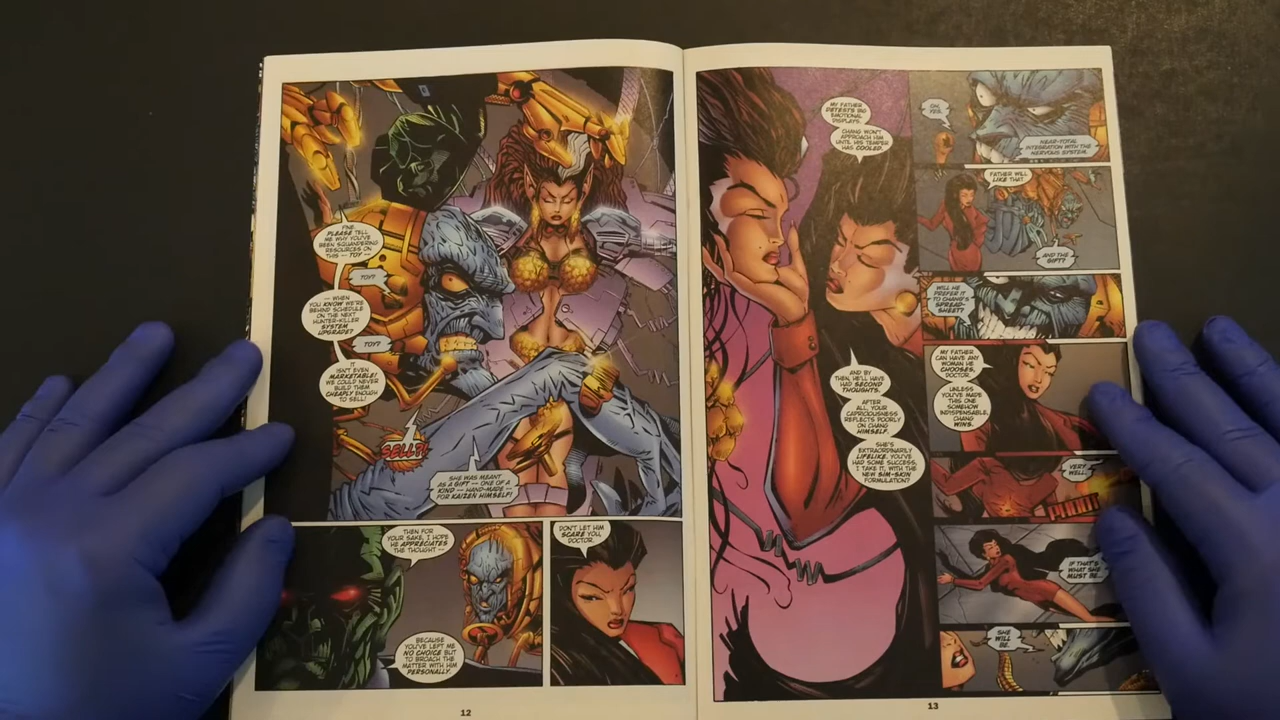 FINE.
PLEASE TELL
ME WHY YOU'VE
BEEN SQUANDERING
RESOURCES ON
THIS -- TOY --
TOY?
-- WHEN
YOU KNOW WE'RE
BEHIND SCHEDULE
ON THE NEXT
HUNTER-KILLER
SYSTEM
UPGRADE?
TOY?
IT
ISN'T EVEN
MARKETABLE!
WE COULD NEVER
BUILD THEM
CHEAPLY ENOUGH
TO SELL!
SELL?!
SHE WAS MEANT
AS A GIFT -- ONE OF A
KIND -- HAND-MADE --
FOR KAIZEN HIMSELF!
THEN FOR
YOUR SAKE, I HOPE
HE APPRECIATES
THE THOUGHT --
BECAUSE
YOU'VE LEFT ME
NO CHOICE BUT
TO BROACH THE
MATTER WITH HIM
PERSONALLY.
DON'T LET HIM
SCARE YOU,
DOCTOR.
12
MY FATHER
DETESTS BIG
EMOTIONAL
DISPLAYS.
CHANG WON'T
APPROACH HIM
UNTIL HIS TEMPER
HAS COOLED.
AND BY
THEN, HE'LL HAVE
HAD SECOND
THOUGHTS.
AFTER
ALL, YOUR
CAPRICIOUSNESS
REFLECTS POORLY
ON CHANG
HIMSELF.
SHE'S
EXTRAORDINARILY
LIFELIKE. YOU'VE
HAD SOME SUCCESS,
I TAKE IT, WITH THE
NEW SIM-SKIN
FORMULATION?
OH,
YES.
NEAR-TOTAL
INTEGRATION WITH THE
NERVOUS SYSTEM.
FATHER WILL
LIKE THAT.
AND THE
GIFT?
WILL HE
PREFER IT
TO CHANG'S
SPREAD-
SHEET?
MY FATHER
CAN HAVE ANY
WOMAN HE
CHOOSES,
DOCTOR.
UNLESS
YOU'VE MADE
THIS ONE
SOMEHOW
INDISPENSABLE,
CHANG
WINS.
VERY
WELL.
IF THAT'S
WHAT SHE
MUST BE...
SHE
WILL
BE.
13